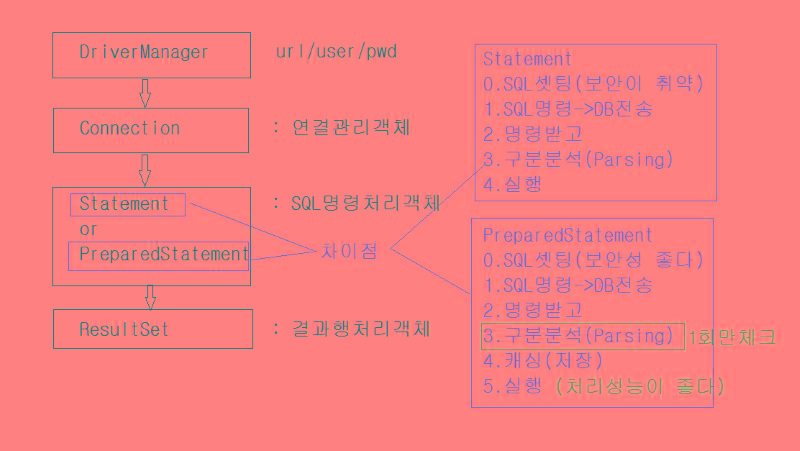 DriverManager
url/user/pwd
Connection
: 연결관리객체
Statement
: SQL명령처리객체
or
PreparedStatement
차이점
ResultSet
: 결과행처리객체
Statement
0.SQL셋팅(보안이 취약)
1.SQL명령->DB전송
2.명령받고
3.구분분석(Parsing)
4.실행
PreparedStatement
0.SQL셋팅(보안성 좋다)
1.SQL명령->DB전송
2.명령받고
3.구분분석(Parsing) 1회만체크
4.캐싱(저장)
5.실행 (처리성능이 좋다)